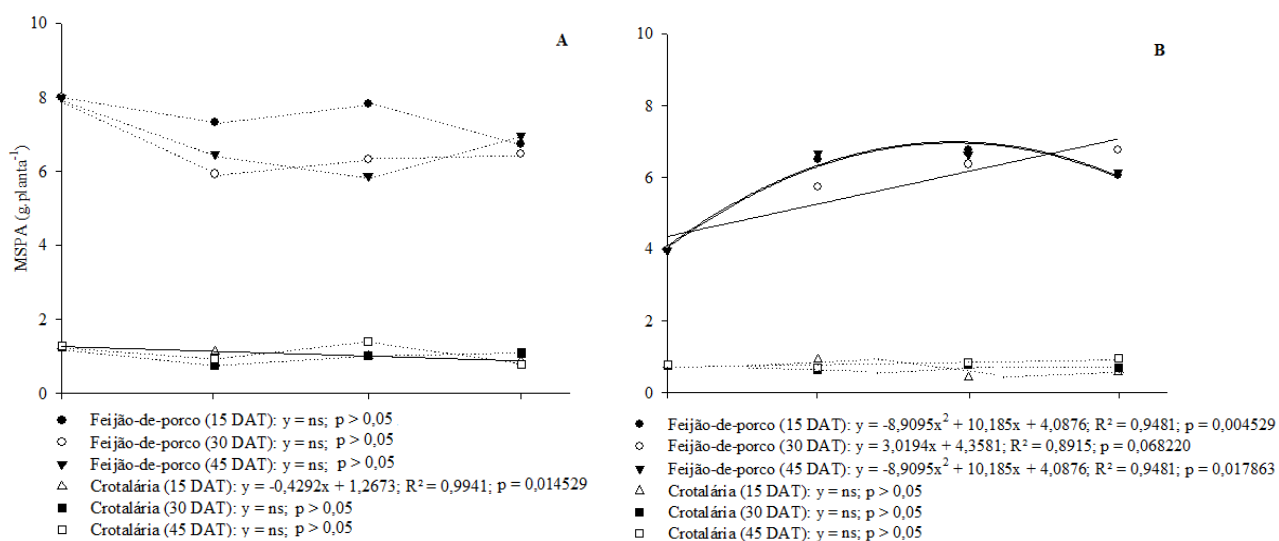 A
10
8
6
4
2
0
MSPA (g.planta⁻¹)
Feijão-de-porco (15 DAT): y = ns; p > 0,05
Feijão-de-porco (30 DAT): y = ns; p > 0,05
Feijão-de-porco (45 DAT): y = ns; p > 0,05
Crotalária (15 DAT): y = -0,4292x + 1,2673; R² = 0,9941; p = 0,014529
Crotalária (30 DAT): y = ns; p > 0,05
Crotalária (45 DAT): y = ns; p > 0,05
B
10
8
6
4
2
0
Feijão-de-porco (15 DAT): y = -8,9095x² + 10,185x + 4,0876; R² = 0,9481; p = 0,004529
Feijão-de-porco (30 DAT): y = 3,0194x + 4,3581; R² = 0,8915; p = 0,068220
Feijão-de-porco (45 DAT): y = -8,9095x² + 10,185x + 4,0876; R² = 0,9481; p = 0,017863
Crotalária (15 DAT): y = ns; p > 0,05
Crotalária (30 DAT): y = ns; p > 0,05
Crotalária (45 DAT): y = ns; p > 0,05